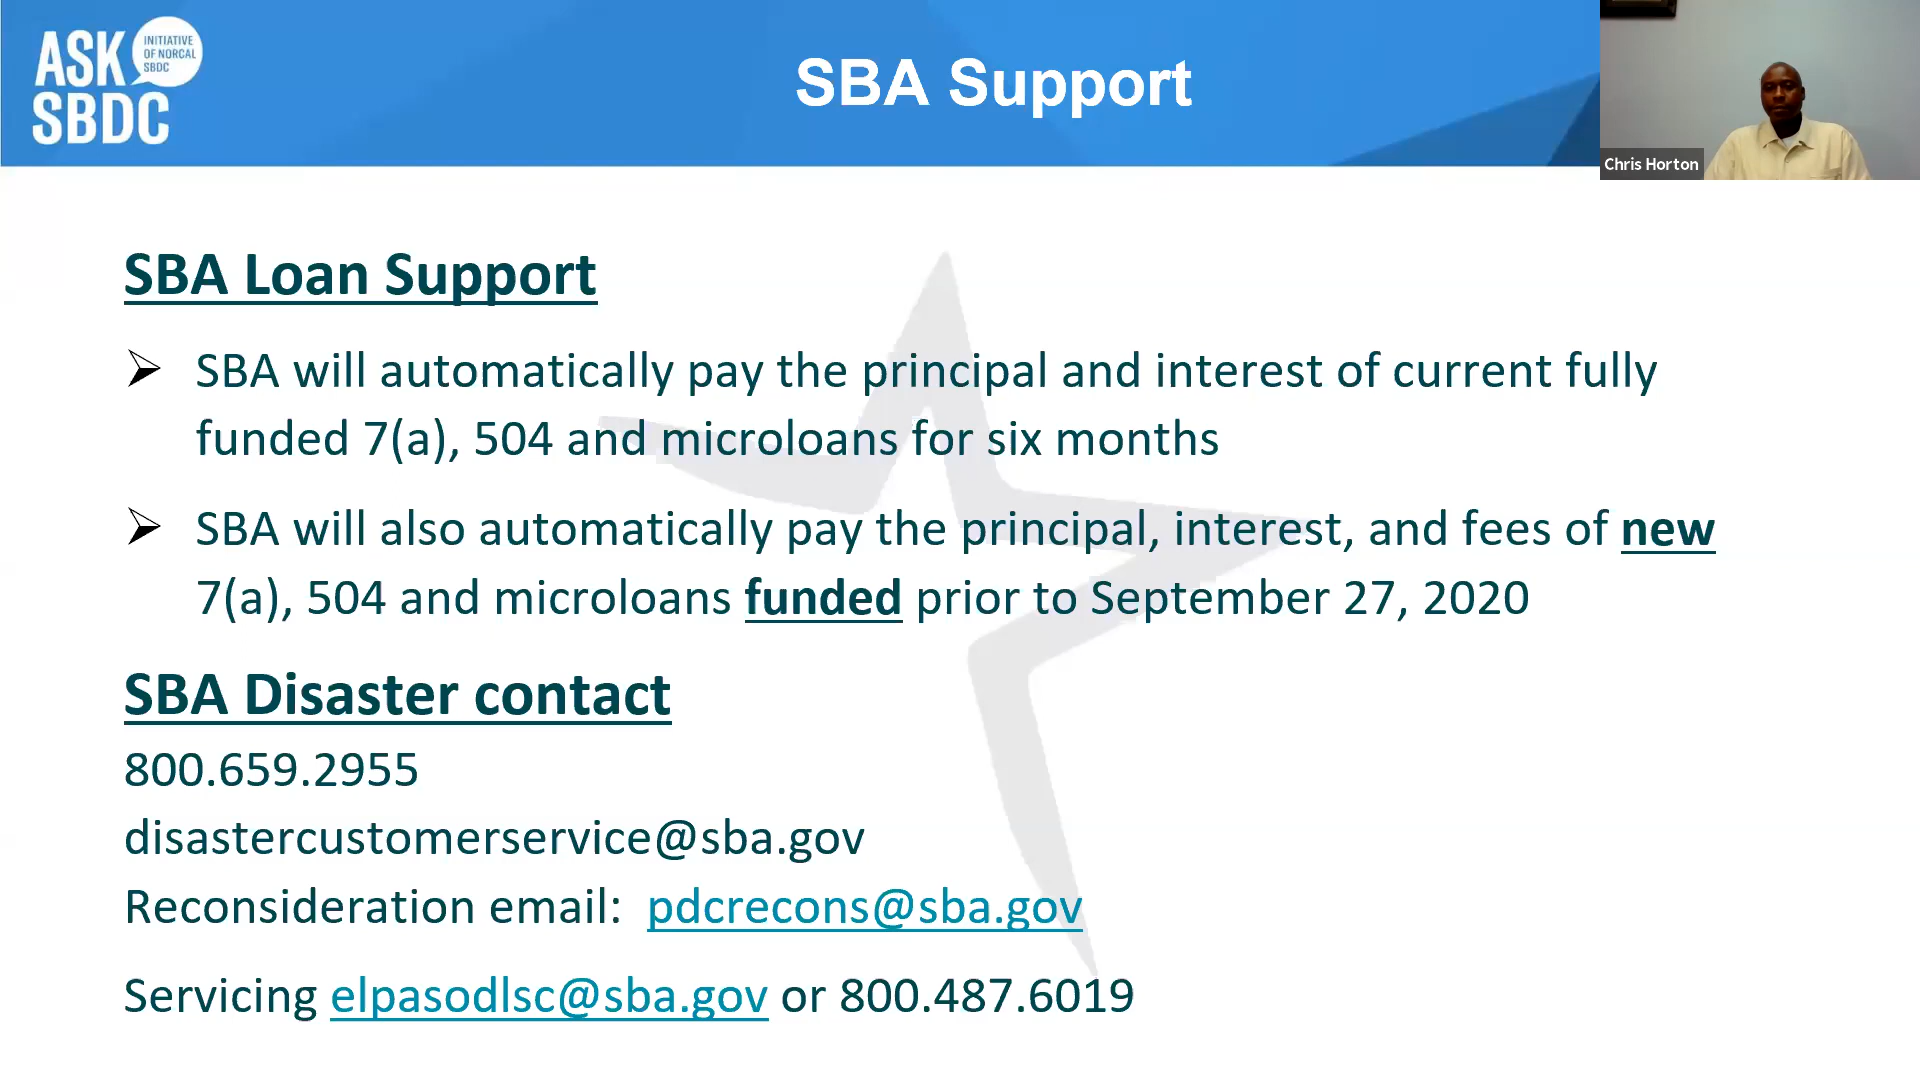 ASK
INITIATIVE
OF NORCAL
SBDC
SBDC
SBA Support
Chris Horton
SBA Loan Support
SBA will automatically pay the principal and interest of current fully
funded 7(a), 504 and microloans for six months
SBA will also automatically pay the principal, interest, and fees of new
7(a), 504 and microloans funded prior to September 27, 2020
SBA Disaster contact
800.659.2955
disastercustomerservice@sba.gov
Reconsideration email: pdcrecons@sba.gov
Servicing elpasodlsc@sba.gov or 800.487.6019